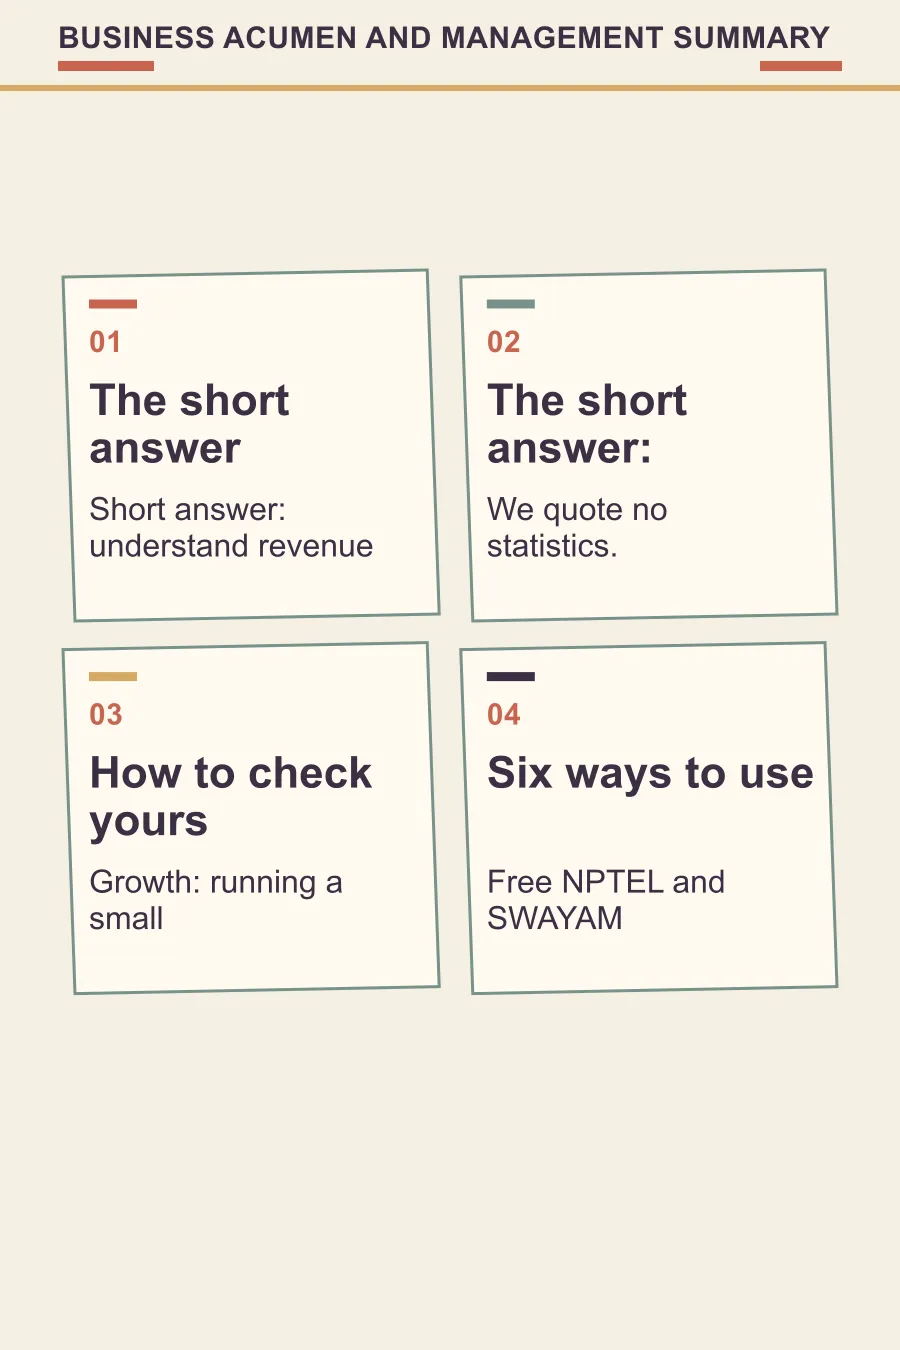 BUSINESS ACUMEN AND MANAGEMENT SUMMARY
01
The short
answer
Short answer:
understand revenue
02
The short
answer:
We quote no
statistics.
03
How to check
yours
Growth: running a
small
04
Six ways to use
Free NPTEL and
SWAYAM